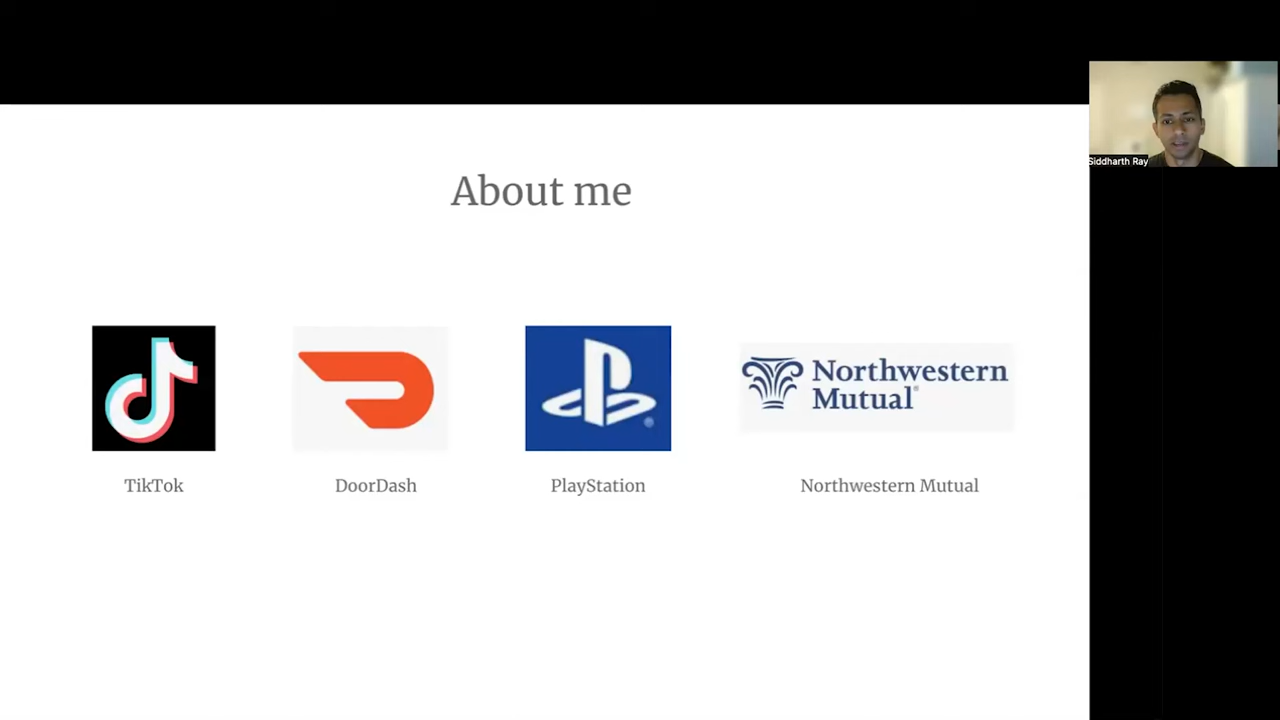 About me
Siddharth Ray
Northwestern
Mutual
TikTok
DoorDash
PlayStation
Northwestern Mutual